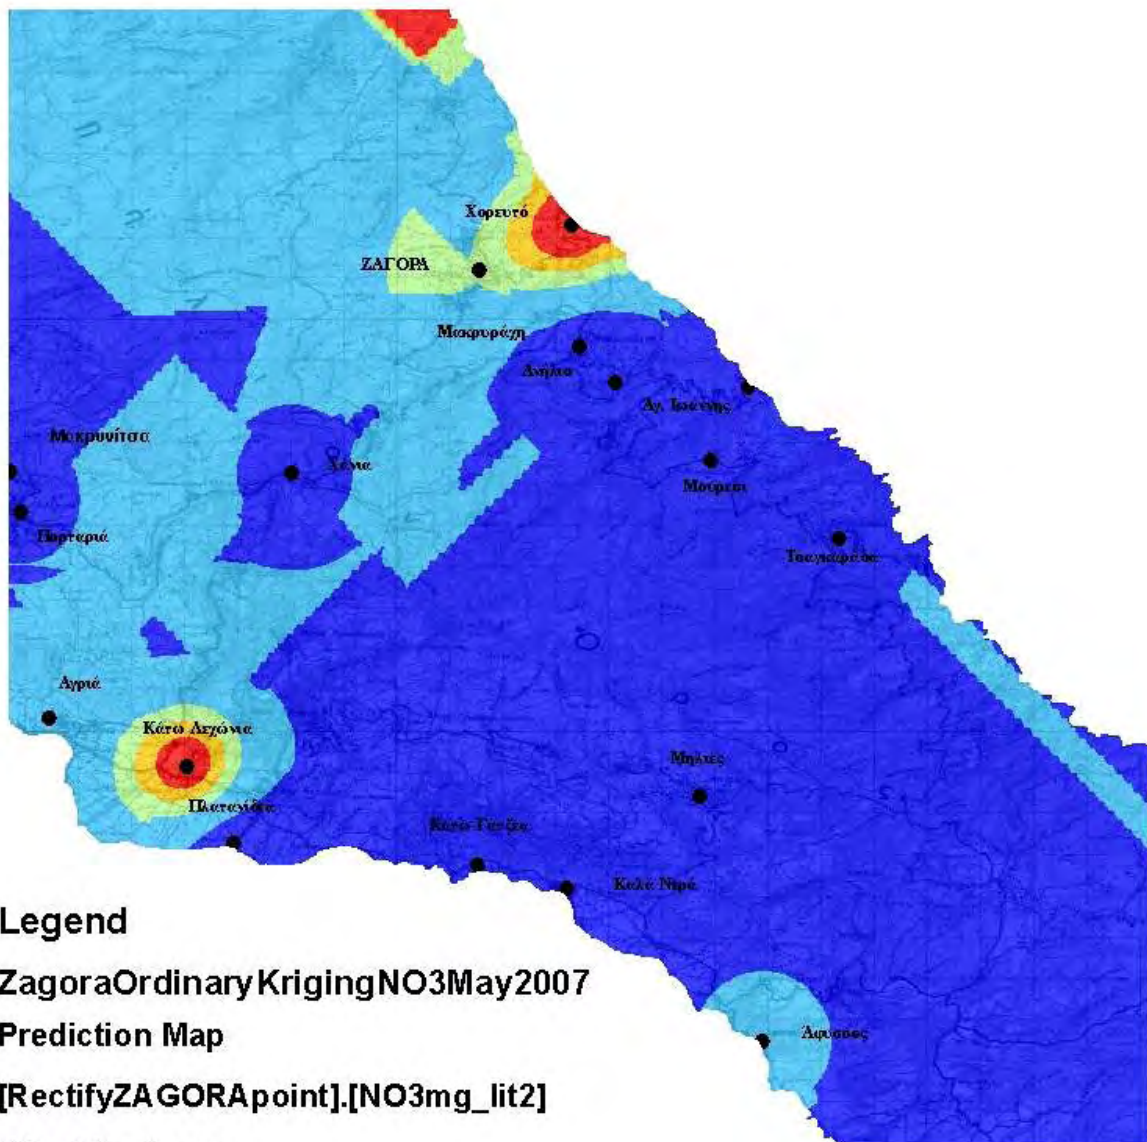 Χορευτό
ΖΑΓΟΡΑ
Μακρυράχη
Ανήλιο
Αγ. Ιωάννης
Μακρυνίτσα
Χάνια
Μούρεσι
Πορταριά
Τσαγκαράδα
Αγριά
Κάτω Λεχώνια
Μηλιές
Πλατανίδια
Κάτω Γατζέα
Καλά Νερά
Legend
ZagoraOrdinaryKrigingNO3May2007
Prediction Map
[RectifyZAGORApoint].[NO3mg_lit2]
Άφυσσος